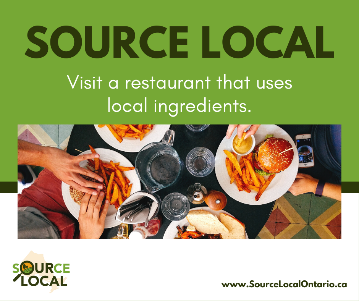 SOURCE LOCAL
Visit a restaurant that uses
local ingredients.
SOURCE
LOCAL
www.SourceLocalOntario.ca